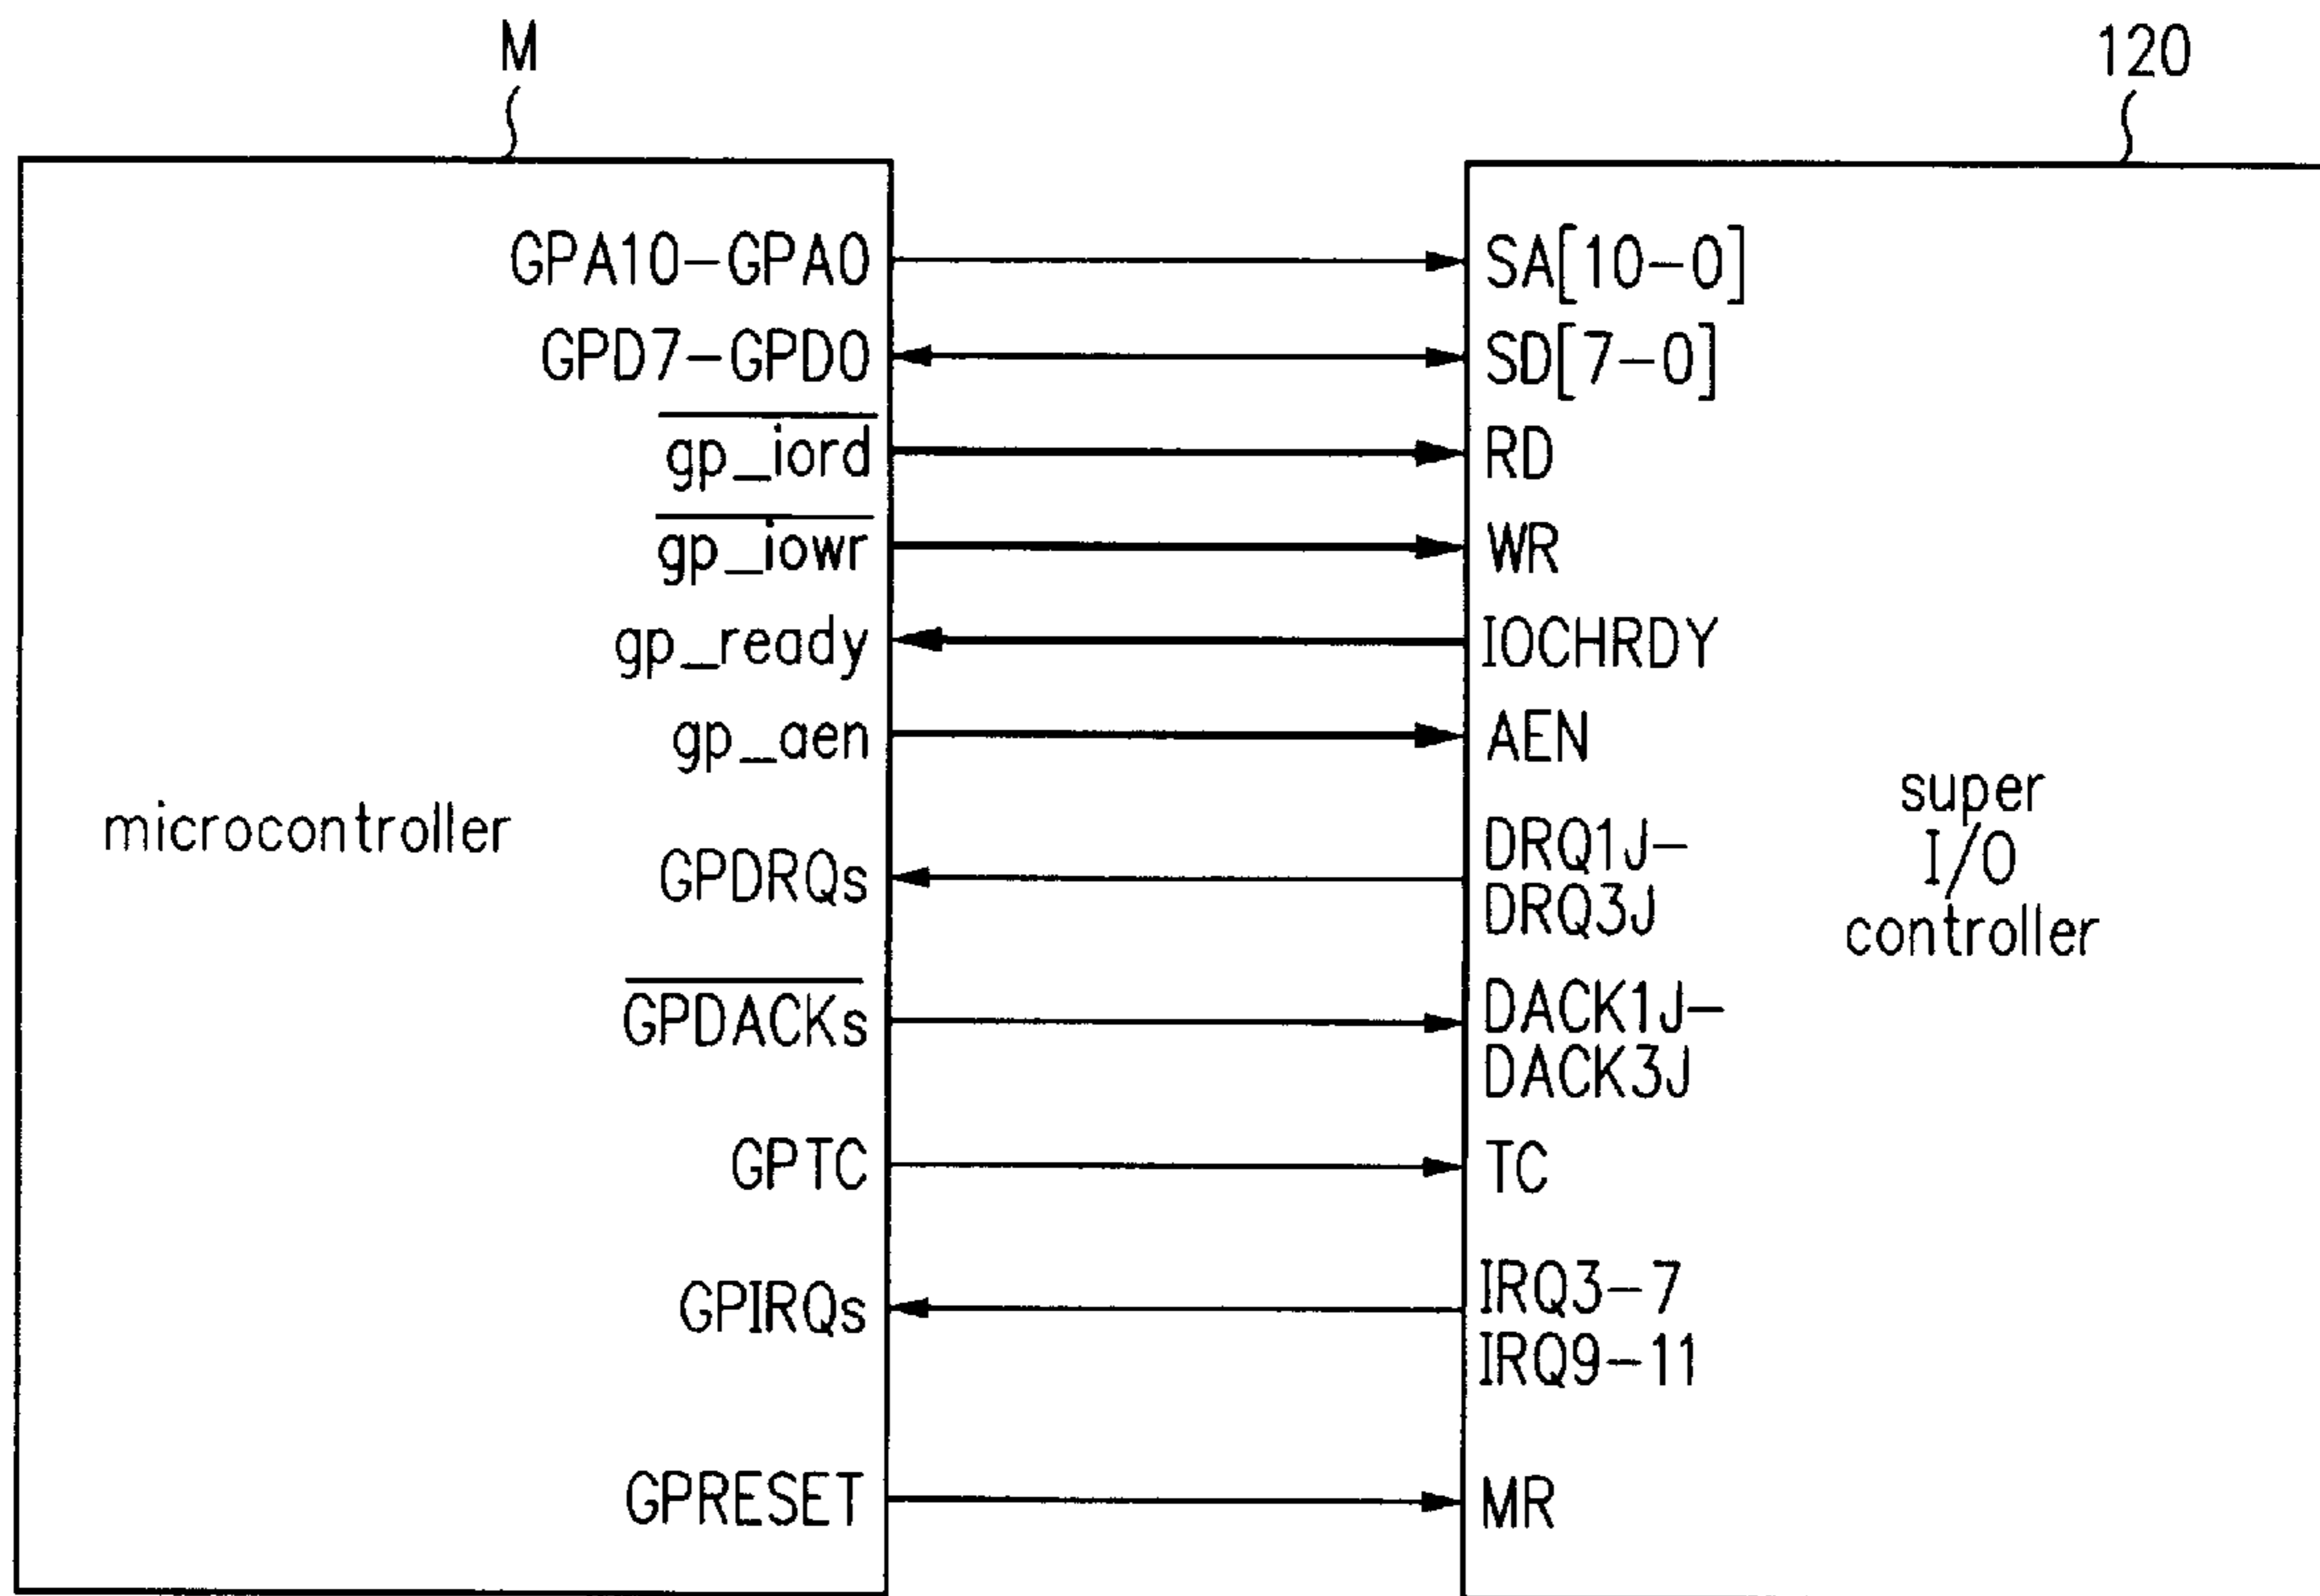 M
120
GPA10-GPA0
SA[10-0]
GPD7-GPD0
SD[7-0]
gp_iord
RD
gp_iowr
WR
gp_ready
IOCHRDY
gp_aen
AEN
microcontroller
super
I/O
controller
GPDRQs
DRQ1J-
DRQ3J
GPDACKs
DACK1J-
DACK3J
GPTC
TC
GPIRQs
IRQ3-7
IRQ9-11
GPRESET
MR